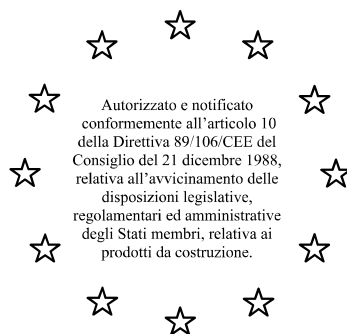 Autorizzato e notificato
conformemente all’articolo 10
della Direttiva 89/106/CEE del
Consiglio del 21 dicembre 1988,
relativa all’avvicinamento delle
disposizioni legislative,
regolamentari ed amministrative
degli Stati membri, relativa ai
prodotti da costruzione.